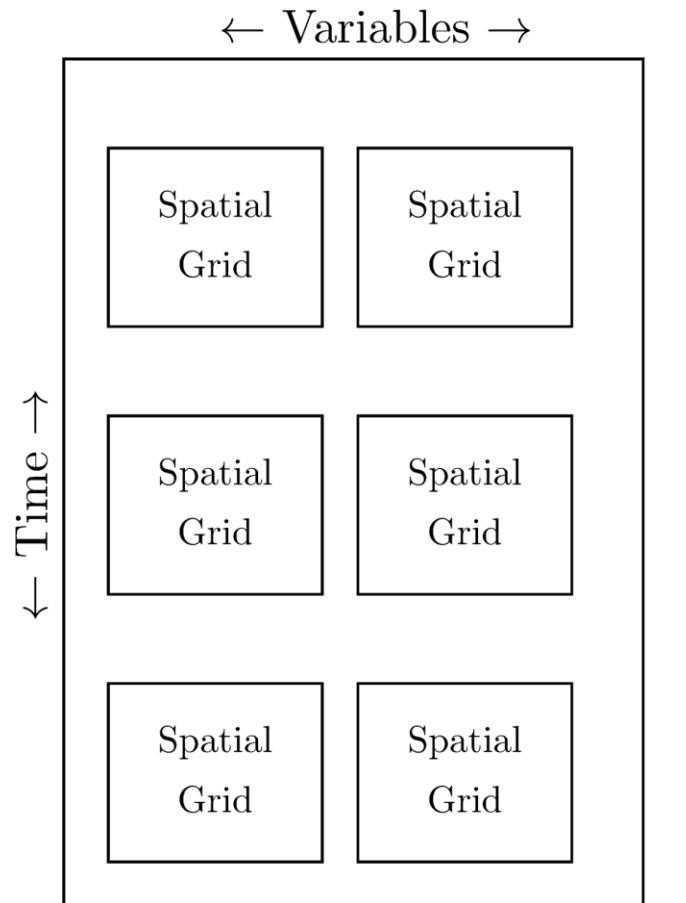 ← Variables →
Spatial Spatial
Grid Grid
← Time →
Spatial Spatial
Grid Grid
Spatial Spatial
Grid Grid